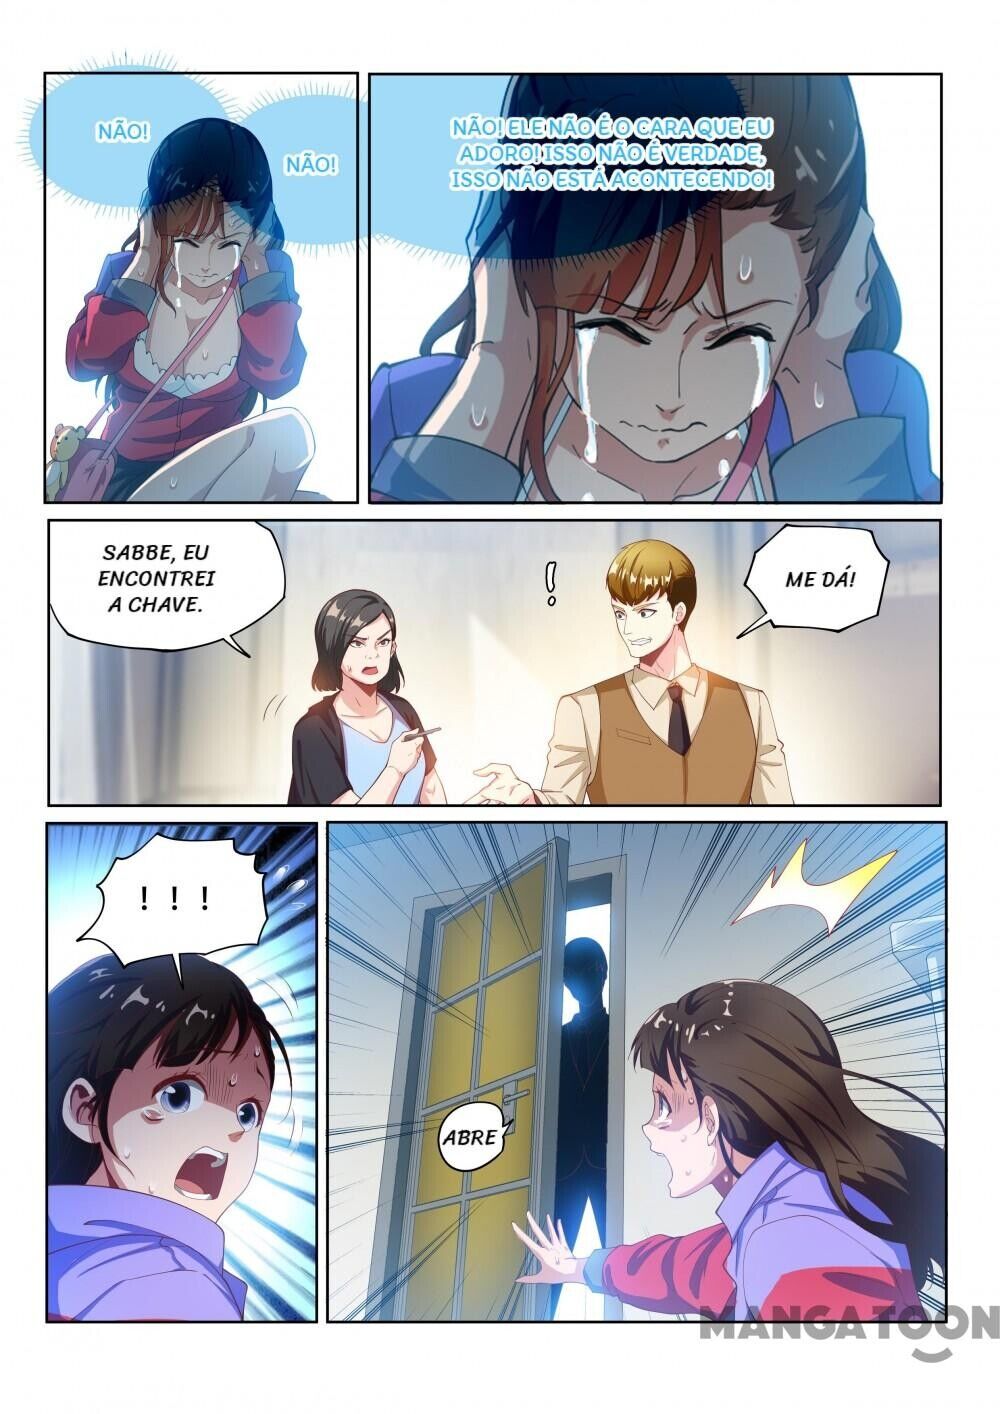 NÃO!
NÃO!
NÃO! ELE NÃO É O CARA QUE EU
ADORO! ISSO NÃO É VERDADE,
ISSO NÃO ESTÁ ACONTECENDO!
SABBE, EU
ENCONTREI
A CHAVE.
!
ME DÁ!
! ! !
ABRE
MANGATOON